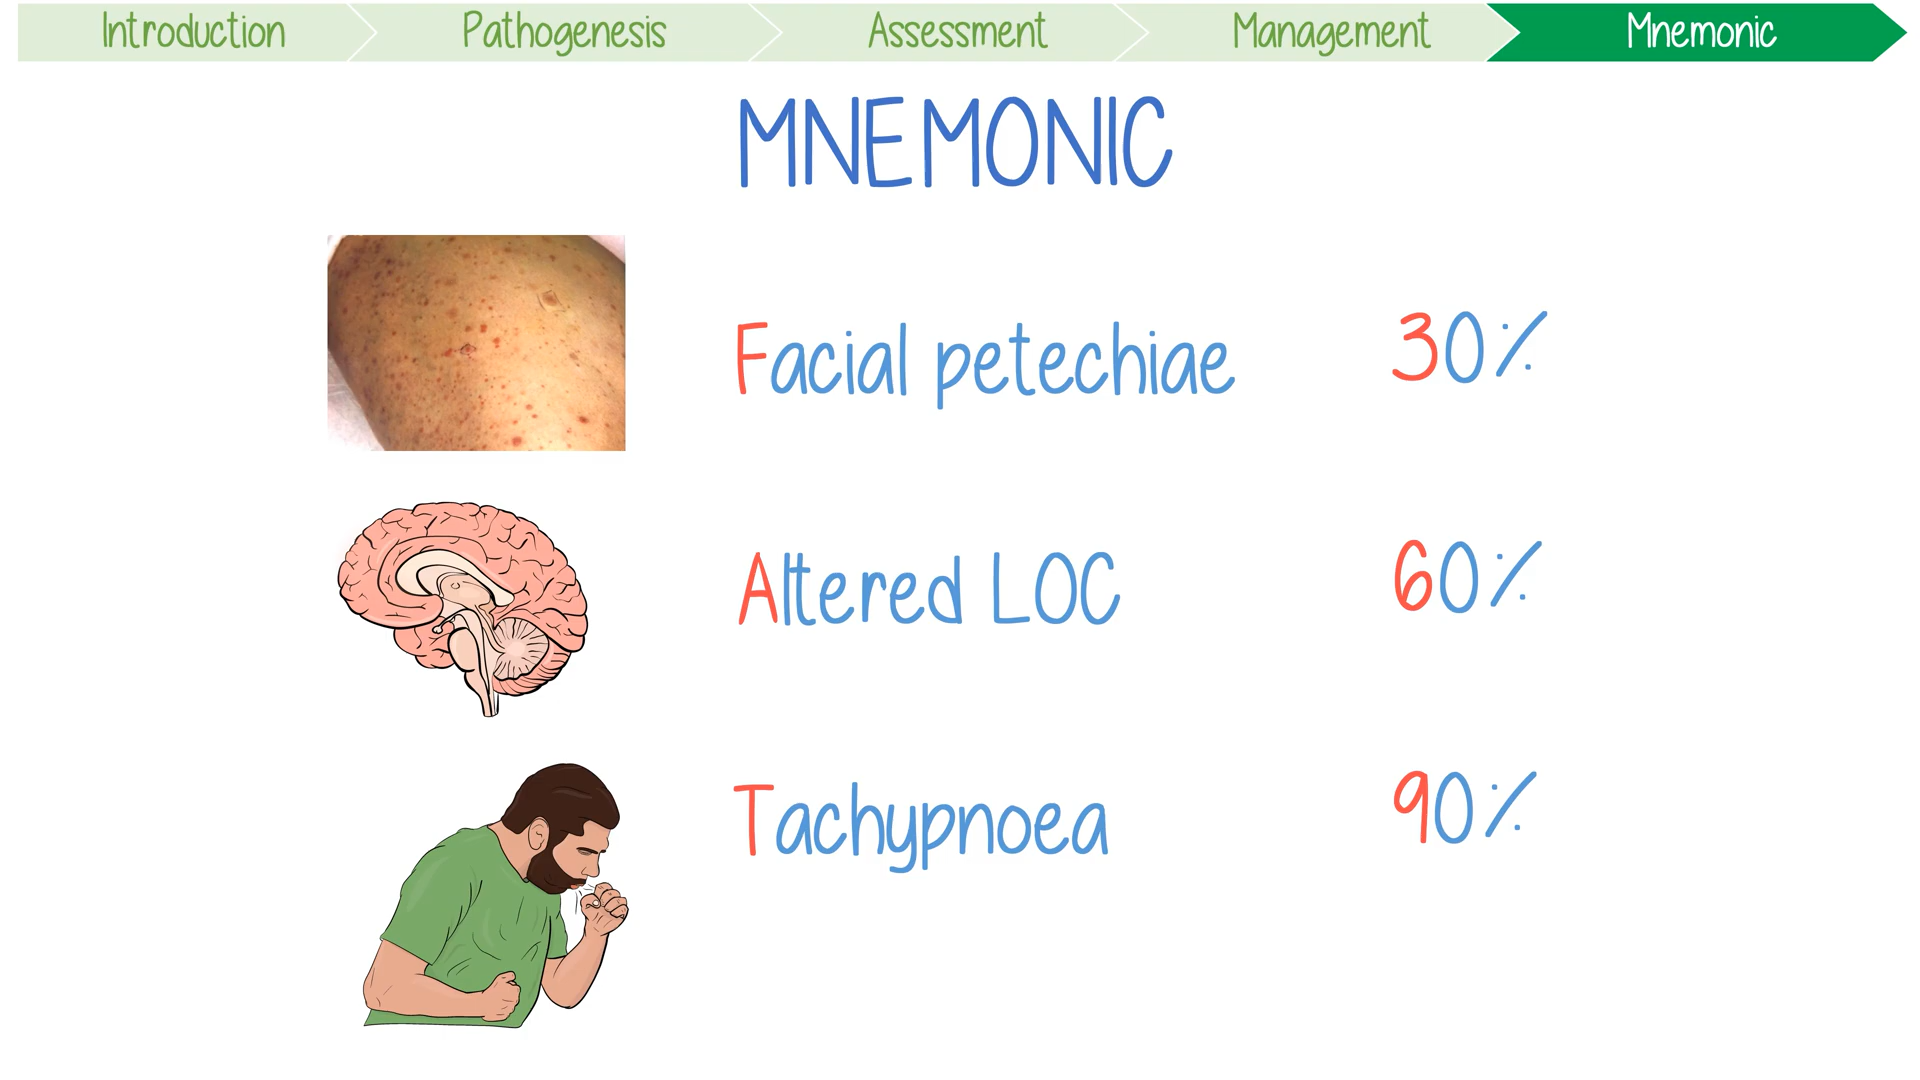 Introduction
Pathogenesis
Assessment
Management
Mnemonic
MNEMONIC
Facial petechiae 30%
Altered LOC 60%
Tachypnoea 90%